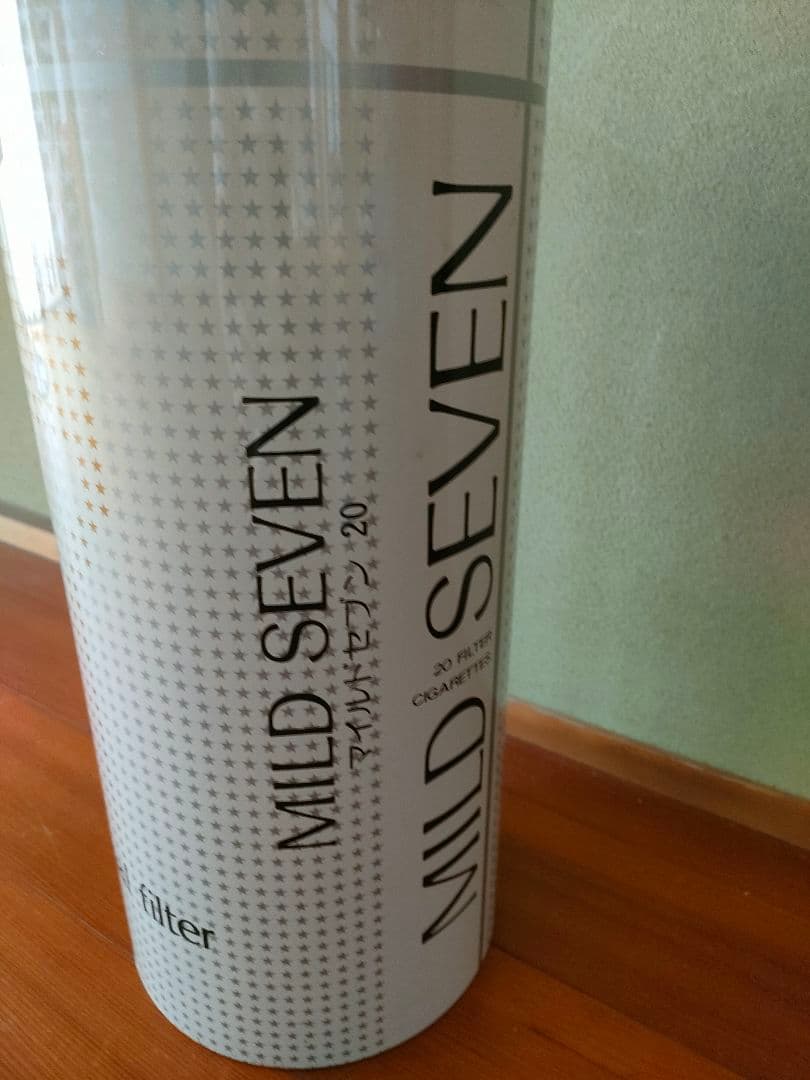 MILD SEVEN
マイルドセブン 20
MILD SEVEN
20 FILTER
CIGARETTES
filter